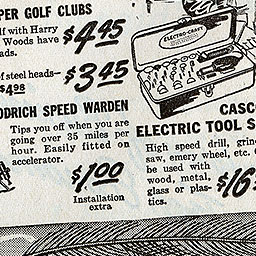 PER GOLF CLUBS
lf with Harry
Woods have
ads.
$4.45
of steel heads—
$3.45
$4.98
ODRICH SPEED WARDEN
Tips you off when you are
going over 35 miles per
hour. Easily fitted on
accelerator.
$1.00
Installation
extra
ELECTRO-CRAFT
CASC
ELECTRIC TOOL S
High speed drill, grin
saw, emery wheel, etc. C
be used with
wood, metal,
glass or plas-
tics.
$16